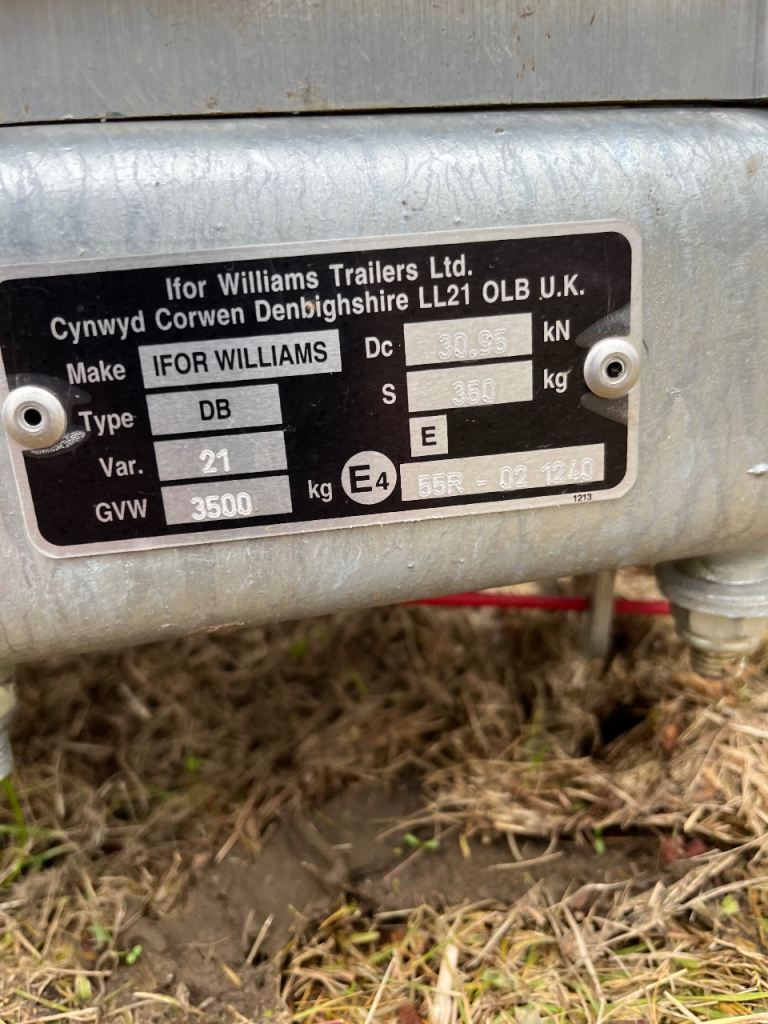 Ifor Williams Trailers Ltd.
Cynwyd Corwen Denbighshire LL21 OLB U.K.
Make IFOR WILLIAMS Dc 30.95 kN
Type DB S 350 kg
Var. 21 E
GVW 3500 kg E4 55R - 02 1240
1213